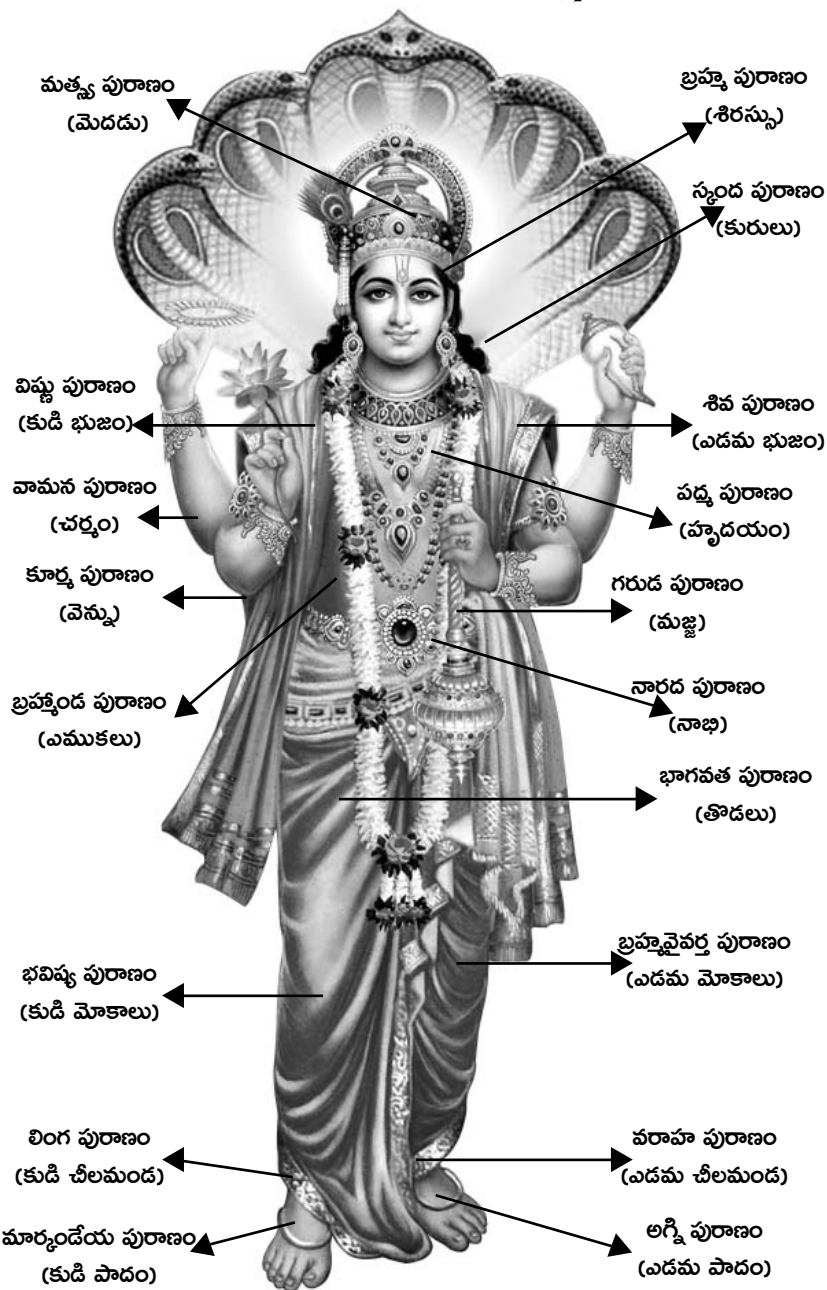 మత్స్య పురాణం
(మెదడు)
బ్రహ్మ పురాణం
(శిరస్సు)
స్కంద పురాణం
(కురులు)
విష్ణు పురాణం
(కుడి భుజం)
శివ పురాణం
(ఎడమ భుజం)
వామన పురాణం
(చర్మం)
పద్మ పురాణం
(హృదయం)
కూర్మ పురాణం
(వెన్ను)
గరుడ పురాణం
(మజ్జ)
బ్రహ్మాండ పురాణం
(ఎముకలు)
నారద పురాణం
(నాభి)
భాగవత పురాణం
(తొడలు)
భవిష్య పురాణం
(కుడి మోకాలు)
బ్రహ్మవైవర్త పురాణం
(ఎడమ మోకాలు)
లింగ పురాణం
(కుడి చీలమండ)
వరాహ పురాణం
(ఎడమ చీలమండ)
మార్కండేయ పురాణం
(కుడి పాదం)
అగ్ని పురాణం
(ఎడమ పాదం)